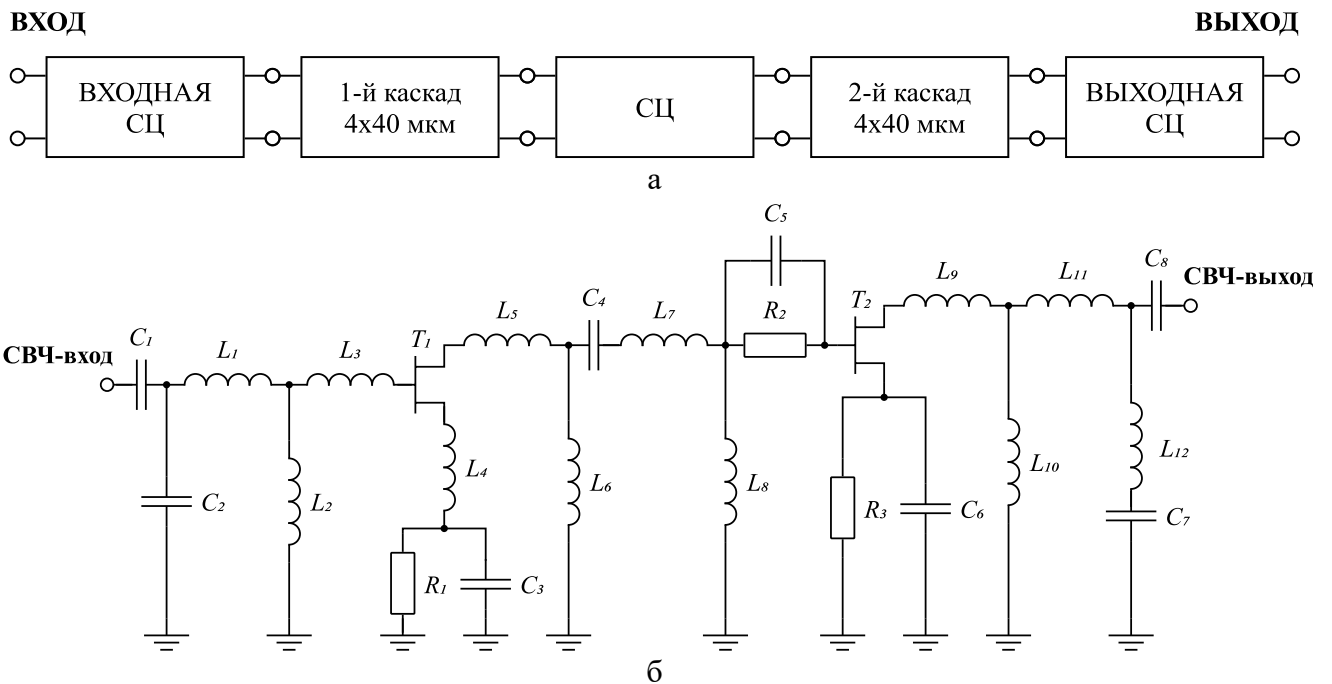 ВХОД
ВЫХОД
ВХОДНАЯ
СЦ
1-й каскад
4х40 мкм
СЦ
2-й каскад
4х40 мкм
ВЫХОДНАЯ
СЦ
а
СВЧ-вход
C1
C2
L1
L2
L3
T1
L4
R1
C3
L5
L6
C4
L7
L8
C5
R2
T2
R3
C6
L9
L10
L11
L12
C7
C8
СВЧ-выход
б